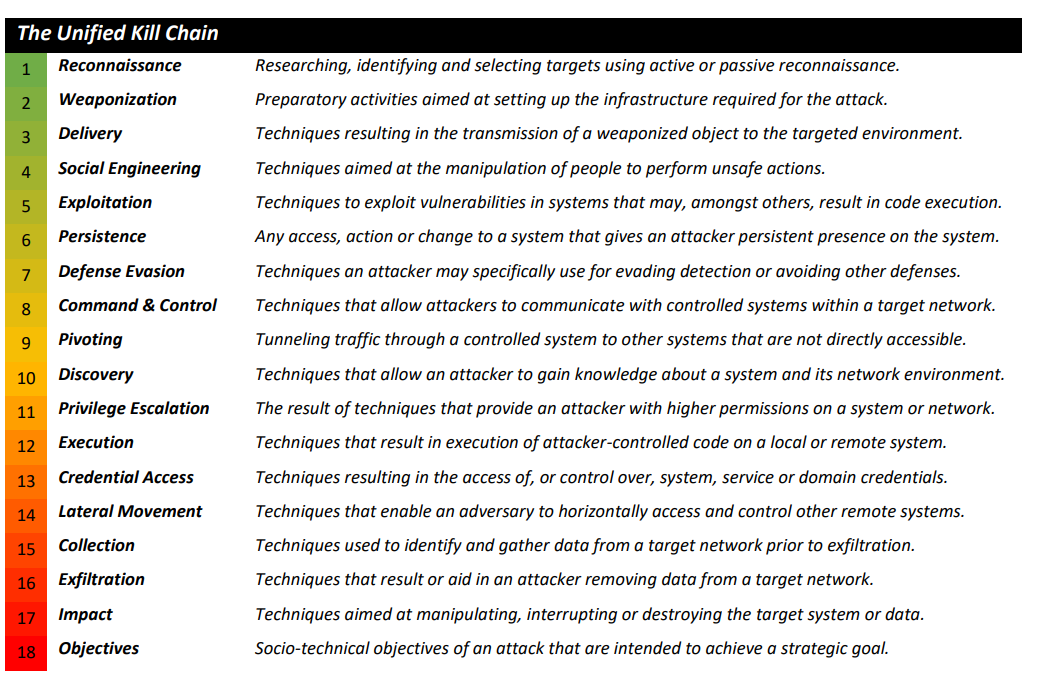 The Unified Kill Chain
1 Reconnaissance Researching, identifying and selecting targets using active or passive reconnaissance.
2 Weaponization Preparatory activities aimed at setting up the infrastructure required for the attack.
3 Delivery Techniques resulting in the transmission of a weaponized object to the targeted environment.
4 Social Engineering Techniques aimed at the manipulation of people to perform unsafe actions.
5 Exploitation Techniques to exploit vulnerabilities in systems that may, amongst others, result in code execution.
6 Persistence Any access, action or change to a system that gives an attacker persistent presence on the system.
7 Defense Evasion Techniques an attacker may specifically use for evading detection or avoiding other defenses.
8 Command & Control Techniques that allow attackers to communicate with controlled systems within a target network.
9 Pivoting Tunneling traffic through a controlled system to other systems that are not directly accessible.
10 Discovery Techniques that allow an attacker to gain knowledge about a system and its network environment.
11 Privilege Escalation The result of techniques that provide an attacker with higher permissions on a system or network.
12 Execution Techniques that result in execution of attacker-controlled code on a local or remote system.
13 Credential Access Techniques resulting in the access of, or control over, system, service or domain credentials.
14 Lateral Movement Techniques that enable an adversary to horizontally access and control other remote systems.
15 Collection Techniques used to identify and gather data from a target network prior to exfiltration.
16 Exfiltration Techniques that result or aid in an attacker removing data from a target network.
17 Impact Techniques aimed at manipulating, interrupting or destroying the target system or data.
18 Objectives Socio-technical objectives of an attack that are intended to achieve a strategic goal.